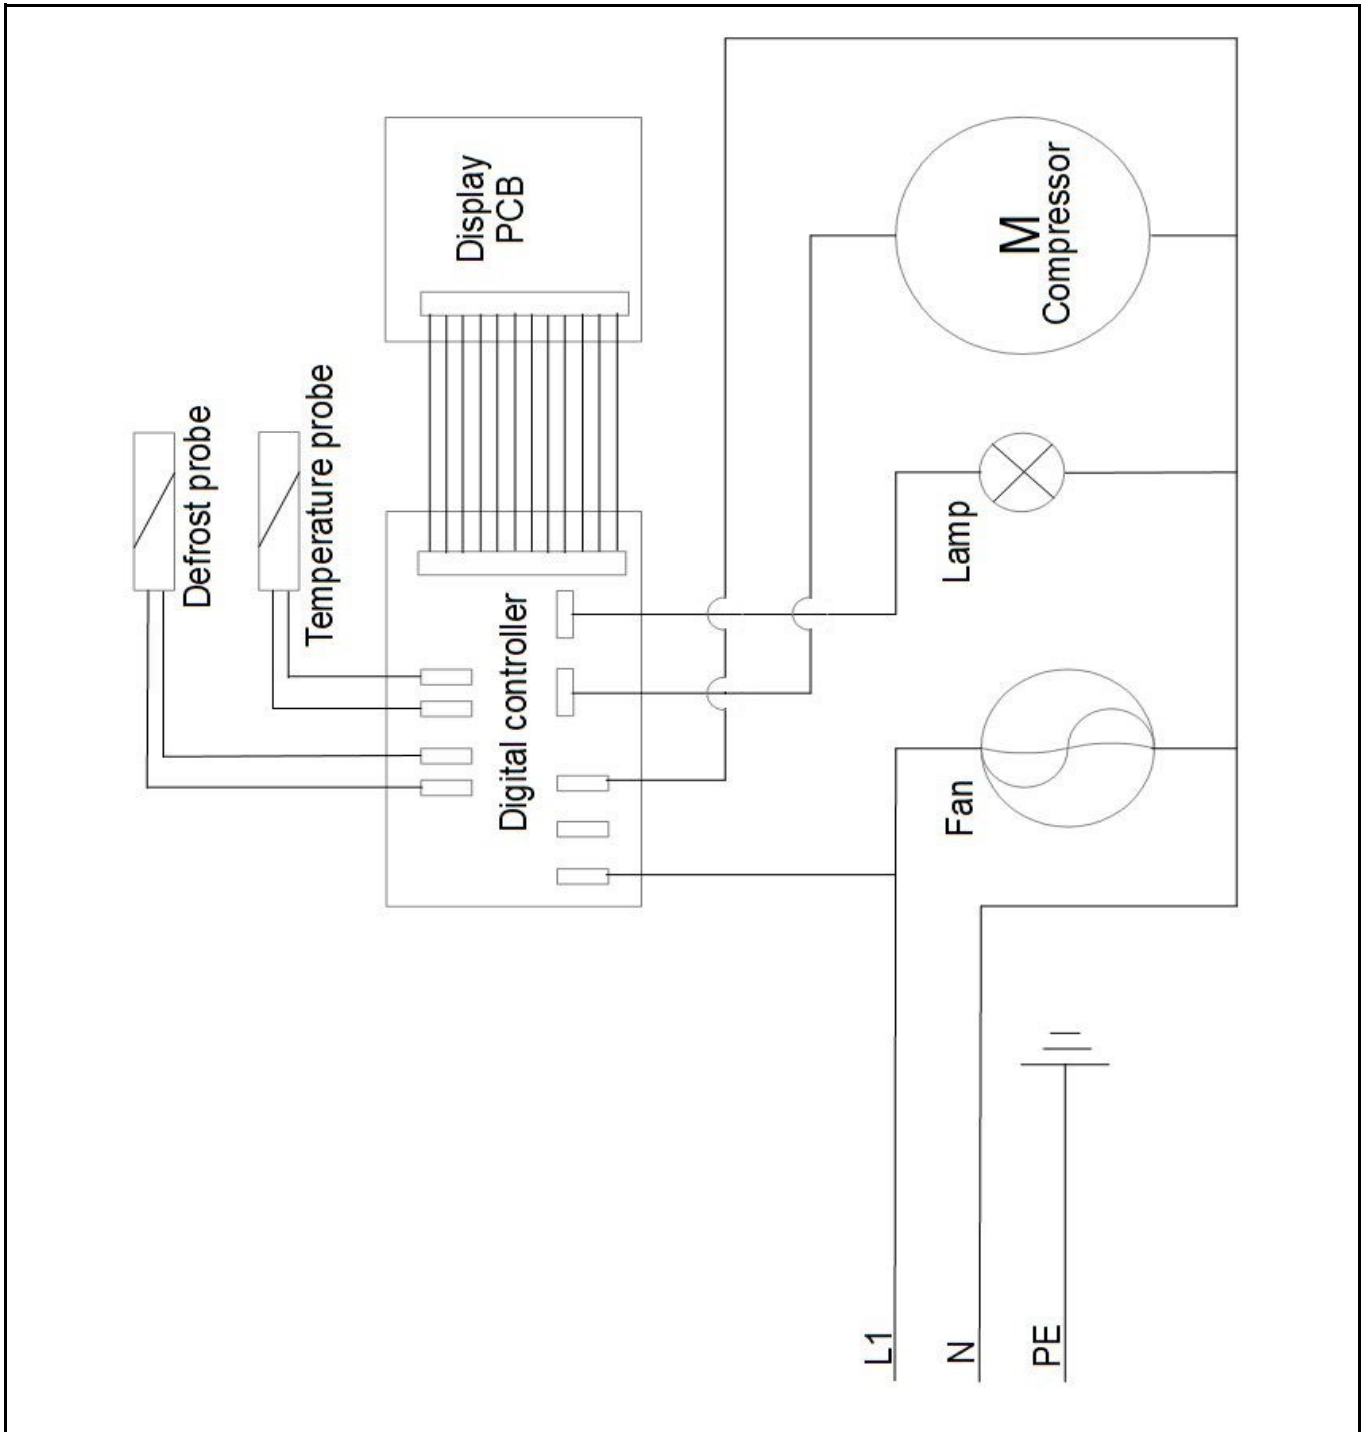 Display
PCB
Defrost probe
Temperature probe
Digital controller
M
Compressor
Lamp
Fan
L1
N
PE